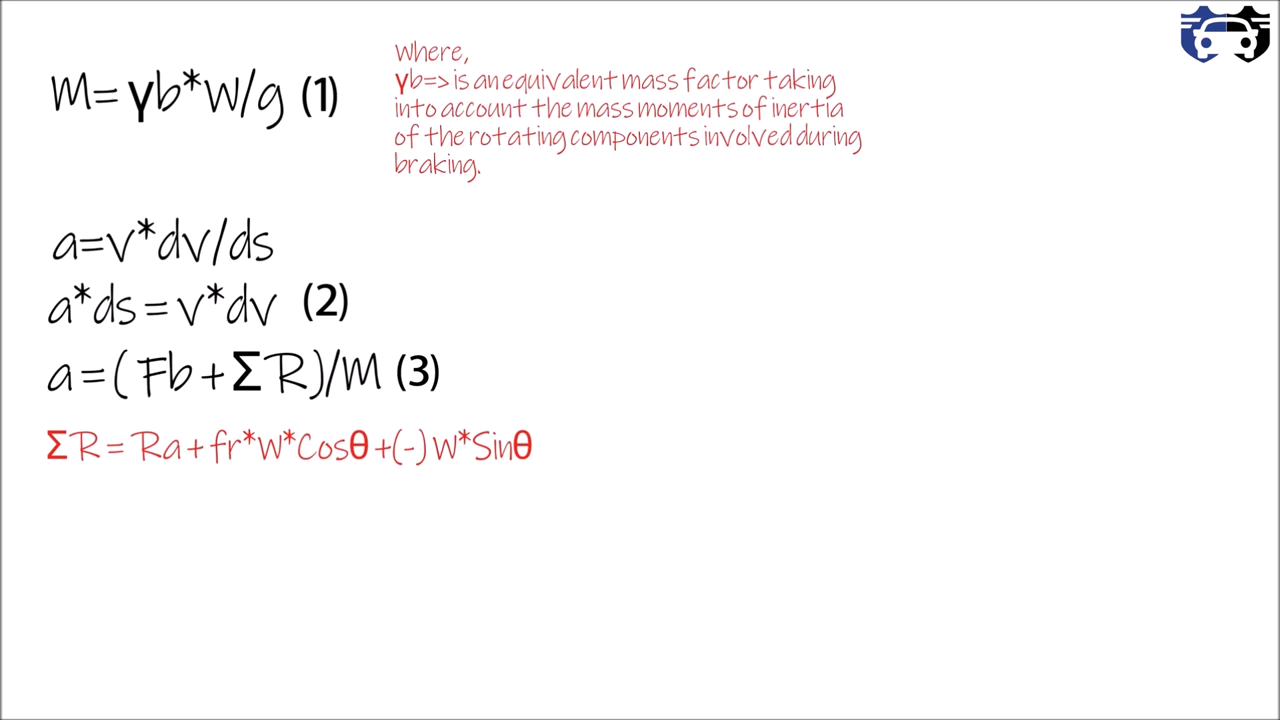 M=γb*W/g (1)
Where,
γb=> is an equivalent mass factor taking
into account the mass moments of inertia
of the rotating components involved during
braking.
a=v*dv/ds
a*ds=v*dv (2)
a=(Fb+ΣR)/M (3)
ΣR=Ra+fr*W*Cosθ+(-)W*Sinθ